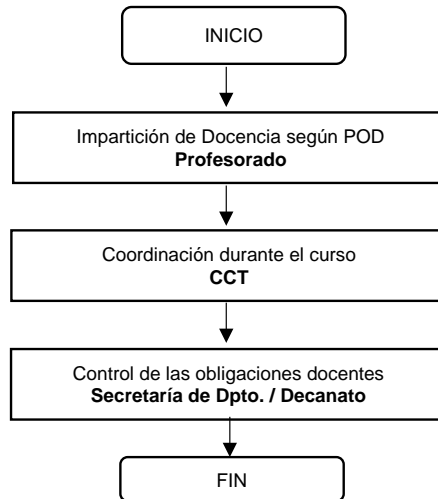 INICIO
Impartición de Docencia según POD
Profesorado
Coordinación durante el curso
CCT
Control de las obligaciones docentes
Secretaría de Dpto. / Decanato
FIN